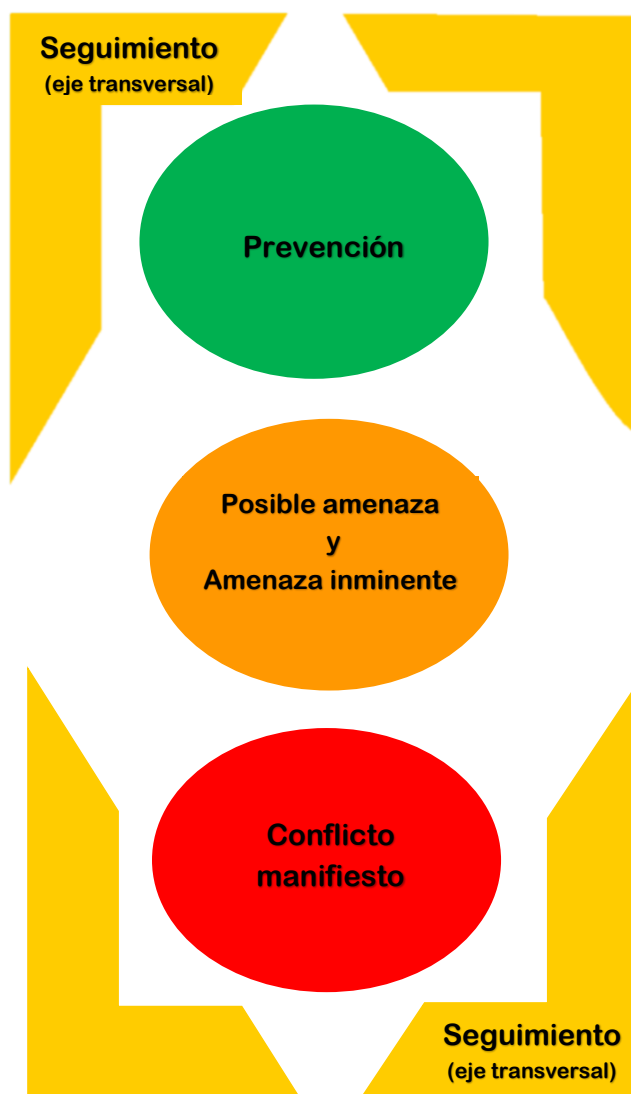 Seguimiento
(eje transversal)
Prevención
Posible amenaza
y
Amenaza inminente
Conflicto
manifiesto
Seguimiento
(eje transversal)